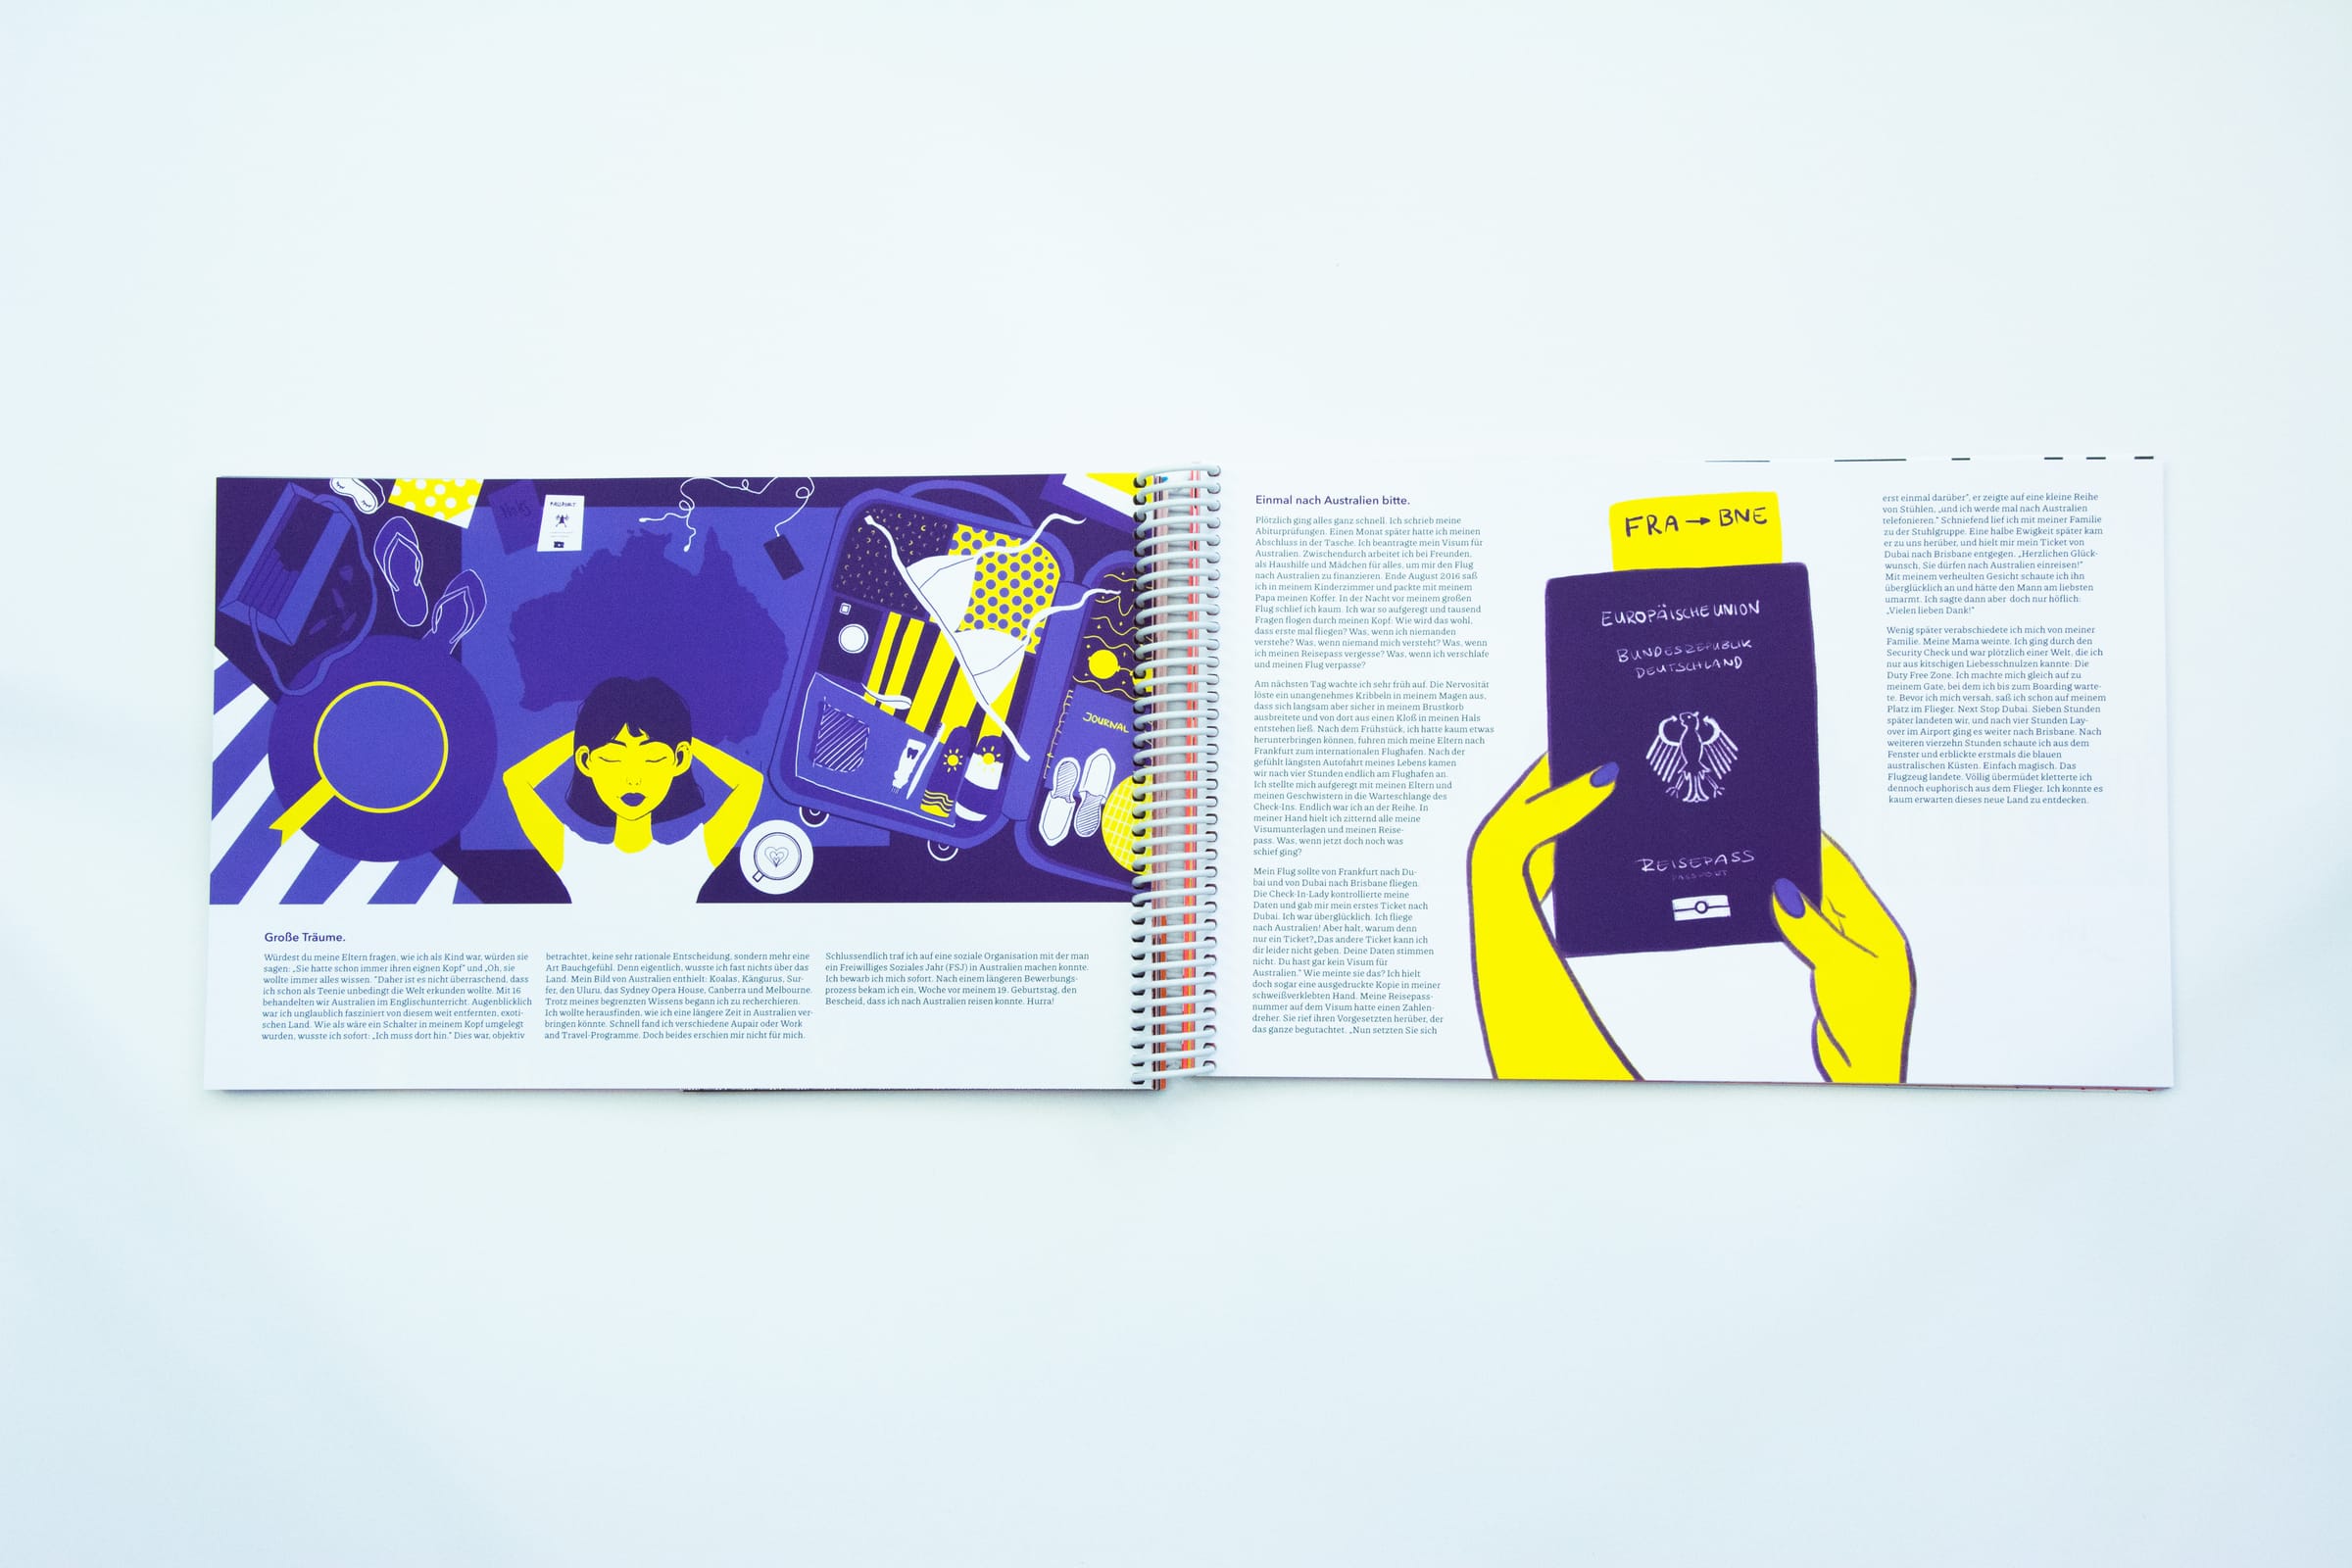 PASSPORT
JOURNAL
Große Träume.
Würdest du meine Eltern fragen, wie ich als Kind war, würden sie
sagen: „Sie hatte schon immer ihren eignen Kopf“ und „Oh, sie
wollte immer alles wissen. “Daher ist es nicht überraschend, dass
ich schon als Teenie unbedingt die Welt erkunden wollte. Mit 16
behandelten wir Australien im Englischunterricht. Augenblicklich
war ich unglaublich fasziniert von diesem weit entfernten, exoti-
schen Land. Wie als wäre ein Schalter in meinem Kopf umgelegt
wurden, wusste ich sofort: „Ich muss dort hin.“ Dies war, objektiv
betrachtet, keine sehr rationale Entscheidung, sondern mehr eine
Art Bauchgefühl. Denn eigentlich, wusste ich fast nichts über das
Land. Mein Bild von Australien enthielt: Koalas, Kängurus, Sur-
fer, den Uluru, das Sydney Opera House, Canberra und Melbourne.
Trotz meines begrenzten Wissens begann ich zu recherchieren.
Ich wollte herausfinden, wie ich eine längere Zeit in Australien ver-
bringen könnte. Schnell fand ich verschiedene Aupair oder Work
and Travel-Programme. Doch beides erschien mir nicht für mich.
Schlussendlich traf ich auf eine soziale Organisation mit der man
ein Freiwilliges Soziales Jahr (FSJ) in Australien machen konnte.
Ich bewarb ich mich sofort. Nach einem längeren Bewerbungs-
prozess bekam ich ein, Woche vor meinem 19. Geburtstag, den
Bescheid, dass ich nach Australien reisen konnte. Hurra!
Einmal nach Australien bitte.
Plötzlich ging alles ganz schnell. Ich schrieb meine
Abiturprüfungen. Einen Monat später hatte ich meinen
Abschluss in der Tasche. Ich beantragte mein Visum für
Australien. Zwischendurch arbeitet ich bei Freunden,
als Haushilfe und Mädchen für alles, um mir den Flug
nach Australien zu finanzieren. Ende August 2016 saß
ich in meinem Kinderzimmer und packte mit meinem
Papa meinen Koffer. In der Nacht vor meinem großen
Flug schlief ich kaum. Ich war so aufgeregt und tausend
Fragen flogen durch meinen Kopf: Wie wird das wohl,
dass erste mal fliegen? Was, wenn ich niemanden
verstehe? Was, wenn niemand mich versteht? Was, wenn
ich meinen Reisepass vergesse? Was, wenn ich verschlafe
und meinen Flug verpasse?
Am nächsten Tag wachte ich sehr früh auf. Die Nervosität
löste ein unangenehmes Kribbeln in meinem Magen aus,
dass sich langsam aber sicher in meinem Brustkorb
ausbreitete und von dort aus einen Kloß in meinen Hals
entstehen ließ. Nach dem Frühstück, ich hatte kaum etwas
herunterbringen können, fuhren mich meine Eltern nach
Frankfurt zum internationalen Flughafen. Nach der
gefühlt längsten Autofahrt meines Lebens kamen
wir nach vier Stunden endlich am Flughafen an.
Ich stellte mich aufgeregt mit meinen Eltern und
meinen Geschwistern in die Warteschlange des
Check-Ins. Endlich war ich an der Reihe. In
meiner Hand hielt ich zitternd alle meine
Visumunterlagen und meinen Reise-
pass. Was, wenn jetzt doch noch was
schief ging?
Mein Flug sollte von Frankfurt nach Du-
bai und von Dubai nach Brisbane fliegen.
Die Check-In-Lady kontrollierte meine
Daten und gab mir mein erstes Ticket nach
Dubai. Ich war überglücklich. Ich fliege
nach Australien! Aber halt, warum denn
nur ein Ticket?„Das andere Ticket kann ich
dir leider nicht geben. Deine Daten stimmen
nicht. Du hast gar kein Visum für
Australien.“ Wie meinte sie das? Ich hielt
doch sogar eine ausgedruckte Kopie in meiner
schweißverklebten Hand. Meine Reisepass-
nummer auf dem Visum hatte einen Zahlen-
dreher. Sie rief ihren Vorgesetzten herüber, der
das ganze begutachtet. „Nun setzten Sie sich
FRA → BNE
EUROPÄISCHE UNION
BUNDESREPUBLIK
DEUTSCHLAND
REISEPASS
PASSPORT
erst einmal darüber“, er zeigte auf eine kleine Reihe
von Stühlen, „und ich werde mal nach Australien
telefonieren.“ Schniefend lief ich mit meiner Familie
zu der Stuhlgruppe. Eine halbe Ewigkeit später kam
er zu uns herüber, und hielt mir mein Ticket von
Dubai nach Brisbane entgegen. „Herzlichen Glück-
wunsch, Sie dürfen nach Australien einreisen!“
Mit meinem verheulten Gesicht schaute ich ihn
überglücklich an und hätte den Mann am liebsten
umarmt. Ich sagte dann aber doch nur höflich:
„Vielen lieben Dank!“
Wenig später verabschiedete ich mich von meiner
Familie. Meine Mama weinte. Ich ging durch den
Security Check und war plötzlich einer Welt, die ich
nur aus kitschigen Liebesschnulzen kannte: Die
Duty Free Zone. Ich machte mich gleich auf zu
meinem Gate, bei dem ich bis zum Boarding warte-
te. Bevor ich mich versah, saß ich schon auf meinem
Platz im Flieger. Next Stop Dubai. Sieben Stunden
später landeten wir, und nach vier Stunden Lay-
over im Airport ging es weiter nach Brisbane. Nach
weiteren vierzehn Stunden schaute ich aus dem
Fenster und erblickte erstmals die blauen
australischen Küsten. Einfach magisch. Das
Flugzeug landete. Völlig übermüdet kletterte ich
dennoch euphorisch aus dem Flieger. Ich konnte es
kaum erwarten dieses neue Land zu entdecken.